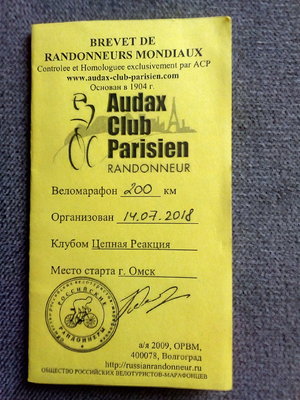 BREVET DE
RANDONNEURS MONDIAUX
Controlee et Homologuee exclusivement par ACP
www.audax-club-parisien.com
Основан в 1904 г.
Audax
Club
Parisien
RANDONNEUR
Веломарафон 200 км
Организован 14.07.2018
Клубом Цепная Реакция
Место старта г. Омск
РОССИЙСКИЕ
РАНДОННЕРЫ
а/я 2009, ОРВМ,
400078, Волгоград
http://russianrandonneur.ru
ОБЩЕСТВО РОССИЙСКИХ ВЕЛОТУРИСТОВ-МАРАФОНЦЕВ